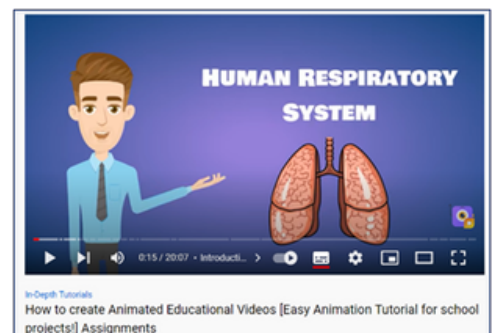 HUMAN RESPIRATORY
SYSTEM
0:15 / 20:07 • Introducti...
In-Depth Tutorials
How to create Animated Educational Videos [Easy Animation Tutorial for school
projects!] Assignments